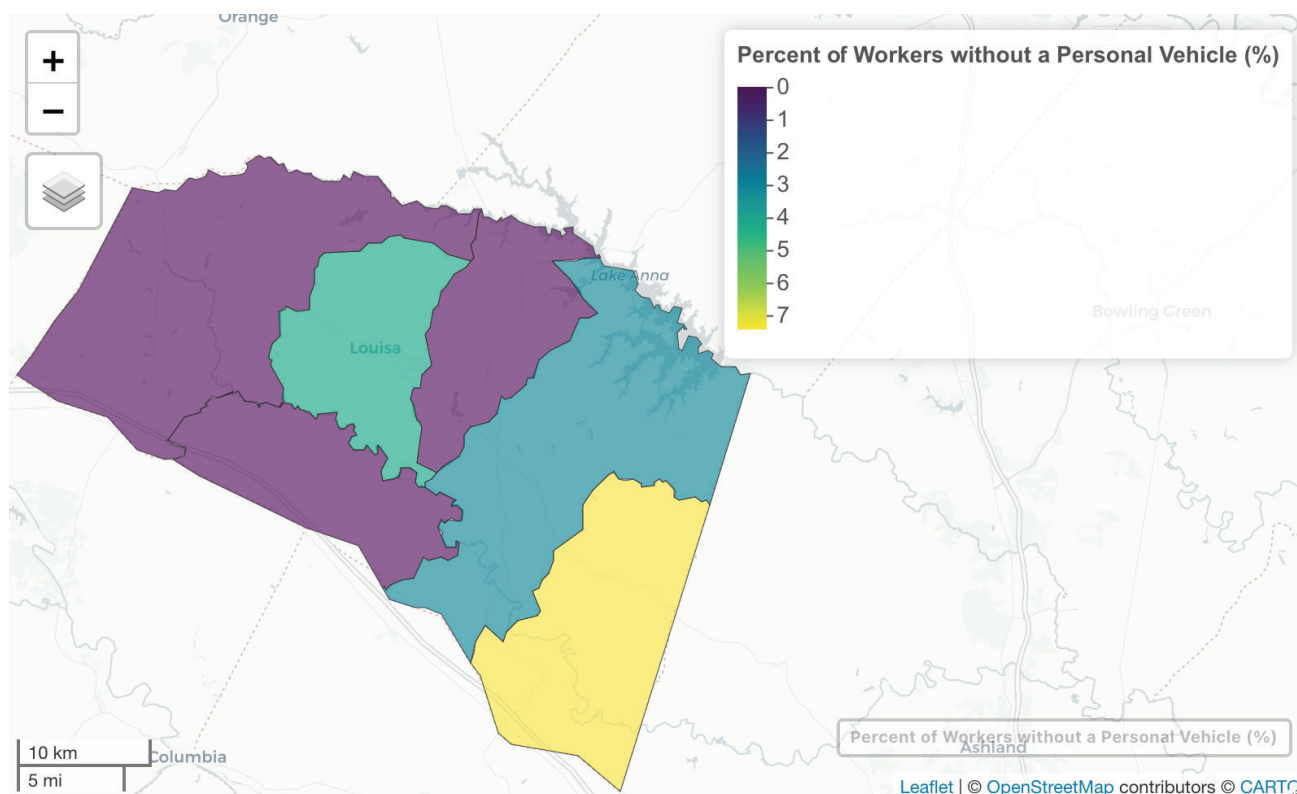 Orange
+
−
Percent of Workers without a Personal Vehicle (%)
0
1
2
3
4
5
6
7
Lake Anna
Bowling Green
Louisa
10 km
5 mi
Columbia
Percent of Workers without a Personal Vehicle (%)
Ashland
Leaflet | © OpenStreetMap contributors © CARTO